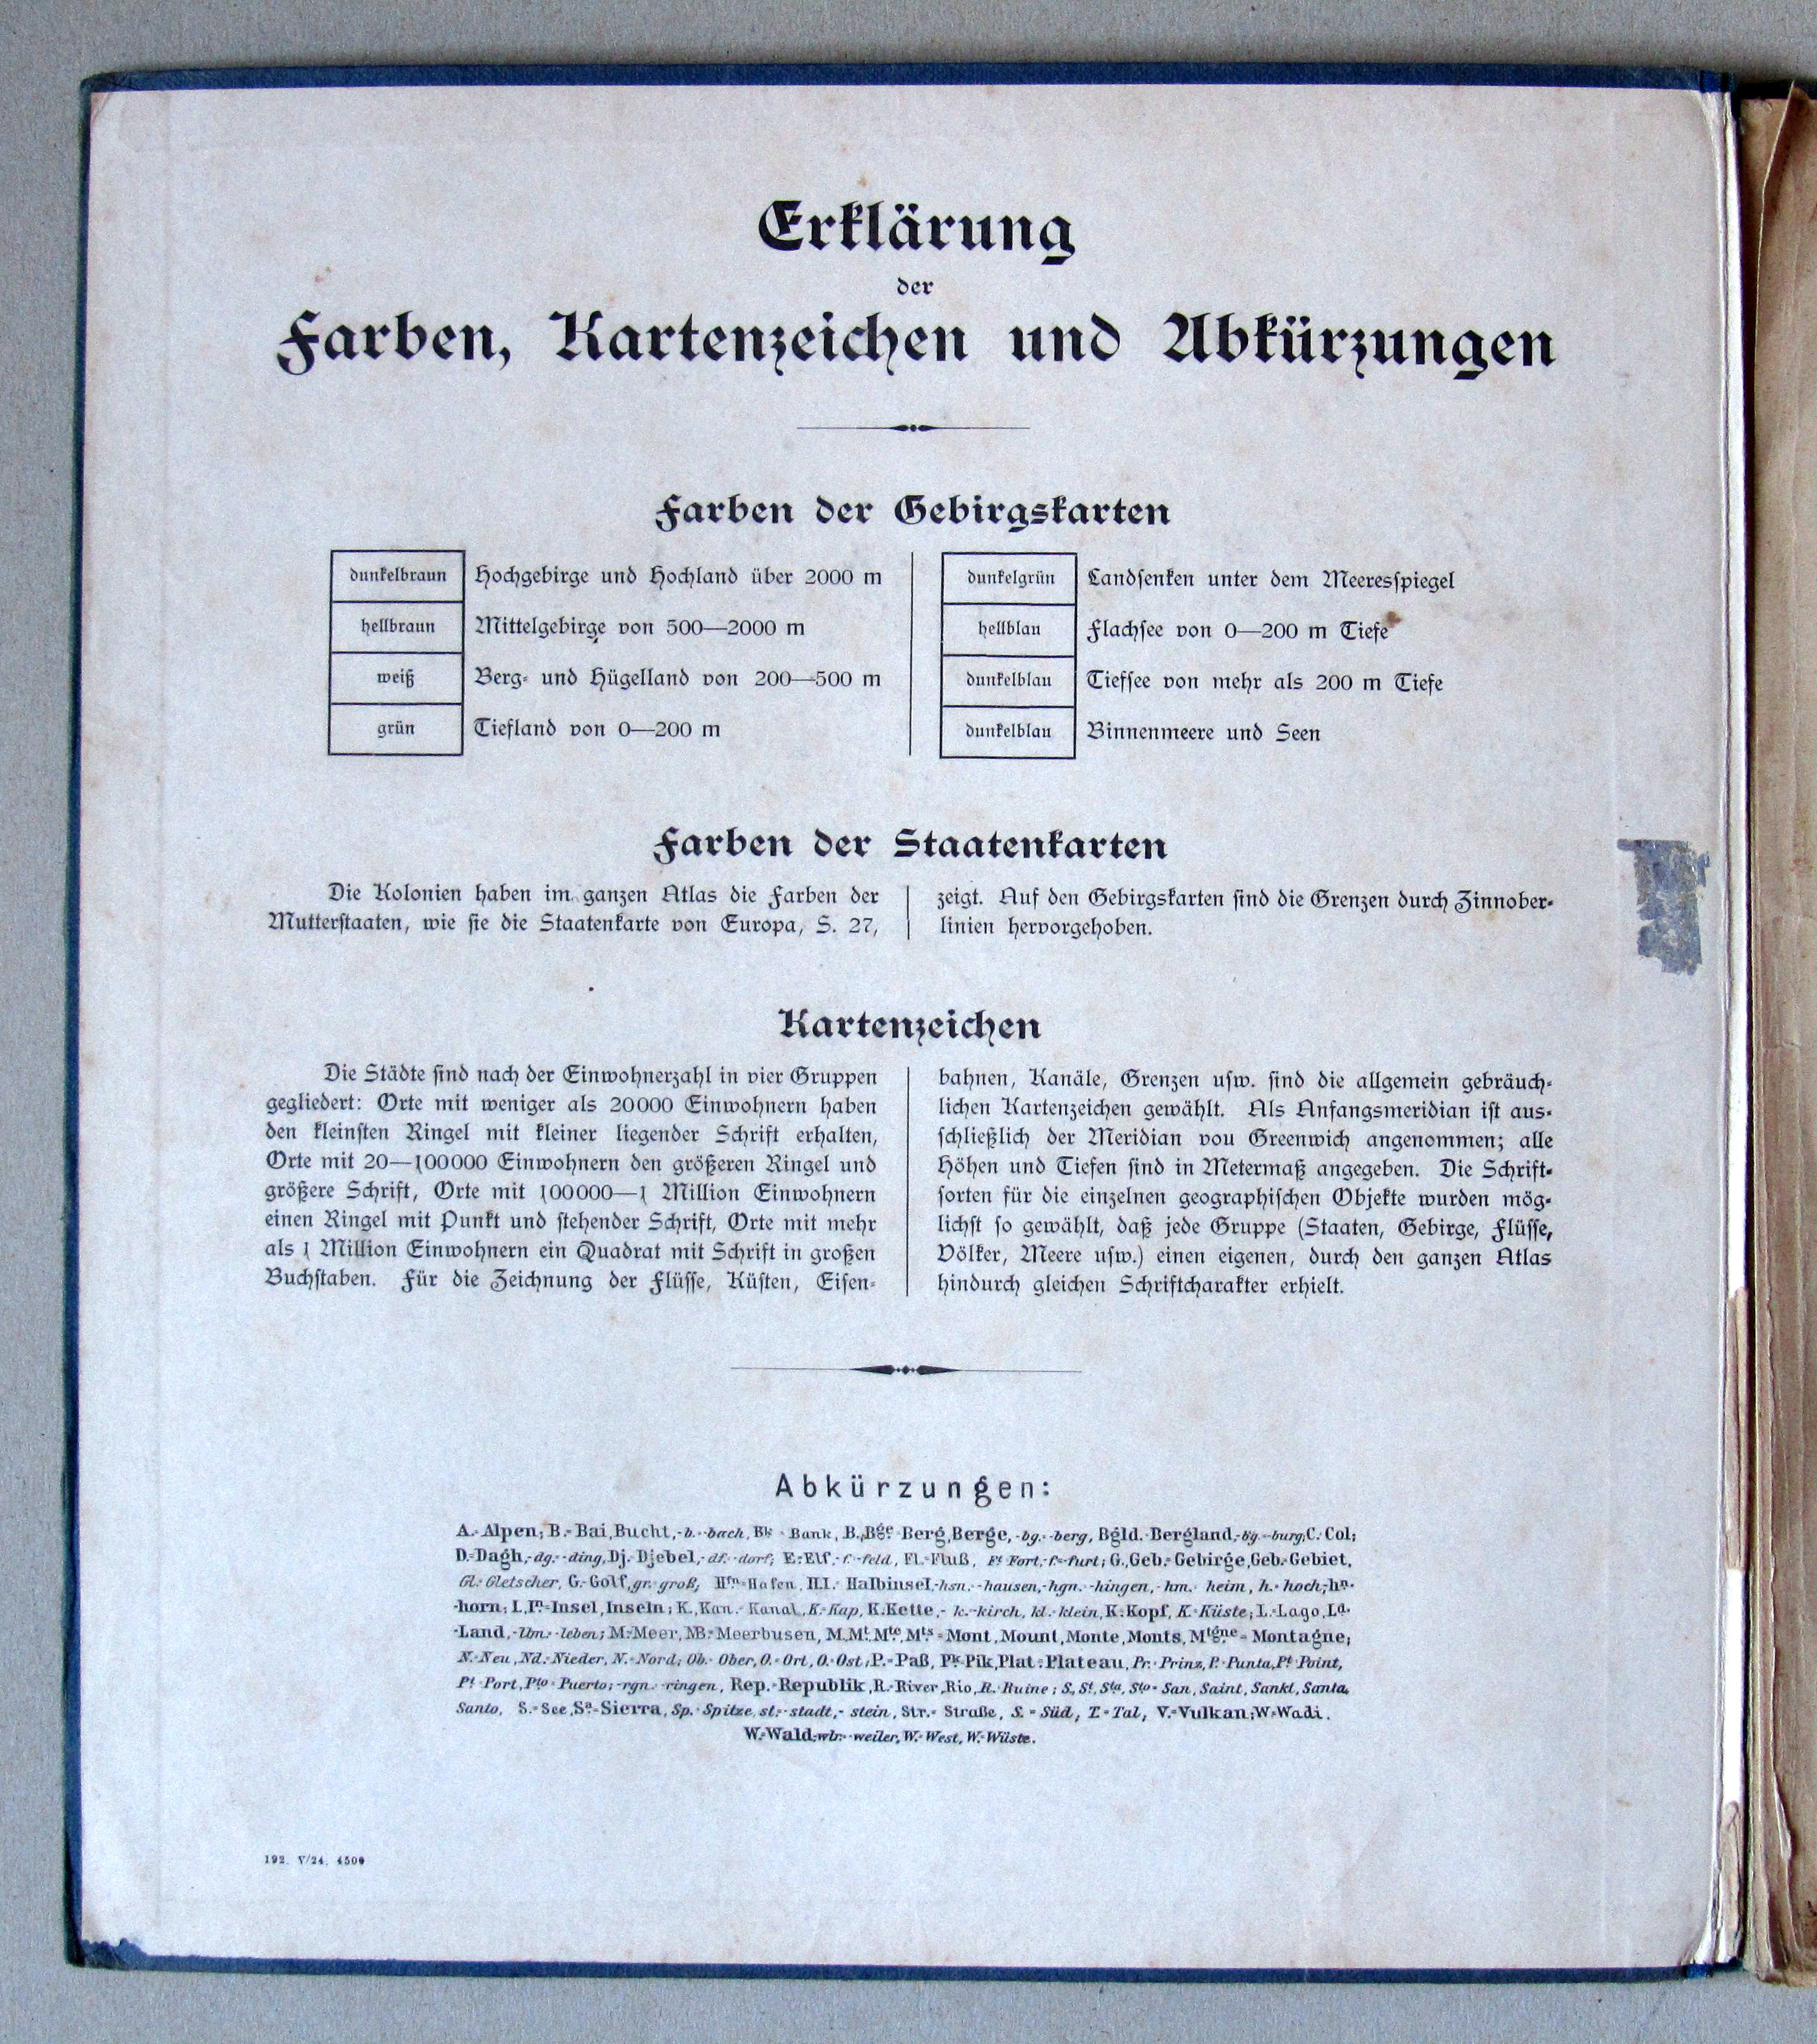 Erklärung
der
Farben, Kartenzeichen und Abkürzungen
Farben der Gebirgskarten
dunkelbraun Hochgebirge und Hochland über 2000 m
hellbraun Mittelgebirge von 500—2000 m
weiß Berg- und Hügelland von 200—500 m
grün Tiefland von 0—200 m
dunkelgrün Landsenken unter dem Meeresspiegel
hellblau Flachsee von 0—200 m Tiefe
dunkelblau Tiefsee von mehr als 200 m Tiefe
dunkelblau Binnenmeere und Seen
Farben der Staatenkarten
Die Kolonien haben im ganzen Atlas die Farben der
Mutterstaaten, wie sie die Staatenkarte von Europa, S. 27,
zeigt. Auf den Gebirgskarten sind die Grenzen durch Zinnober-
linien hervorgehoben.
Kartenzeichen
Die Städte sind nach der Einwohnerzahl in vier Gruppen
gegliedert: Orte mit weniger als 20000 Einwohnern haben
den kleinsten Ringel mit kleiner liegender Schrift erhalten,
Orte mit 20—100000 Einwohnern den größeren Ringel und
größere Schrift, Orte mit 100000—1 Million Einwohnern
einen Ringel mit Punkt und stehender Schrift, Orte mit mehr
als 1 Million Einwohnern ein Quadrat mit Schrift in großen
Buchstaben. Für die Zeichnung der Flüsse, Küsten, Eisen-
bahnen, Kanäle, Grenzen usw. sind die allgemein gebräuch-
lichen Kartenzeichen gewählt. Als Anfangsmeridian ist aus-
schließlich der Meridian vou Greenwich angenommen; alle
Höhen und Tiefen sind in Metermaß angegeben. Die Schrift-
sorten für die einzelnen geographischen Objekte wurden mög-
lichst so gewählt, daß jede Gruppe (Staaten, Gebirge, Flüsse,
Völker, Meere usw.) einen eigenen, durch den ganzen Atlas
hindurch gleichen Schriftcharakter erhielt.
Abkürzungen:
A.=Alpen; B.=Bai, Bucht, -b.=-bach, Bk.=Bank, B., Bge.=Berg, Berge, -bg.=-berg, Bgld.=Bergland, -bg.=-burg, C.=Col;
D.=Dagh, -dg.=-ding, Dj.=Djebel, -df.=-dorf; E.=Elf, -f.=-feld, Fl.=Fluß, Ft.=Fort, -f.=-furt; G., Geb.=Gebirge, Geb.=Gebiet,
Gl.=Gletscher, G.=Golf, gr.=groß; Hfn.=Hafen, H.I.=Halbinsel, -hsn.=-hausen, -hgn.=-hingen, -hm.=heim, h.=hoch, -hn.=
-horn; I., In.=Insel, Inseln; K., Kan.=Kanal, K.=Kap, K.=Kette, -k.=-kirch, kl.=klein, K.=Kopf, K.=Küste; L.=Lago, Ld.=
-Land, -lbn.=-leben; M.=Meer, MB.=Meerbusen, M., Mt., Mte., Mts.=Mont, Mount, Monte, Monts, Mtgne.=Montagne;
N.=Neu, Nd.=Nieder, N.=Nord; Ob.=Ober, O.=Ort, O.=Ost; P.=Paß, Pk.=Pik, Plat.=Plateau, Pr.=Prinz, P.=Punta, Pt.=Point,
Pt.=Port, Pto.=Puerto; -rgn.=-ringen, Rep.=Republik, R.=River, Rio, R.=Ruine; S., St., Sta., Sto.=San, Saint, Sankt, Santa,
Santo, S.=See, Sa.=Sierra, Sp.=Spitze, st.=-stadt, -stein, Str.=Straße, S.=Süd; T.=Tal; V.=Vulkan; W.=Wadi.
W.=Wald, -wlr.=-weiler, W.=West, W.=Wüste.
192. V/24. 4500